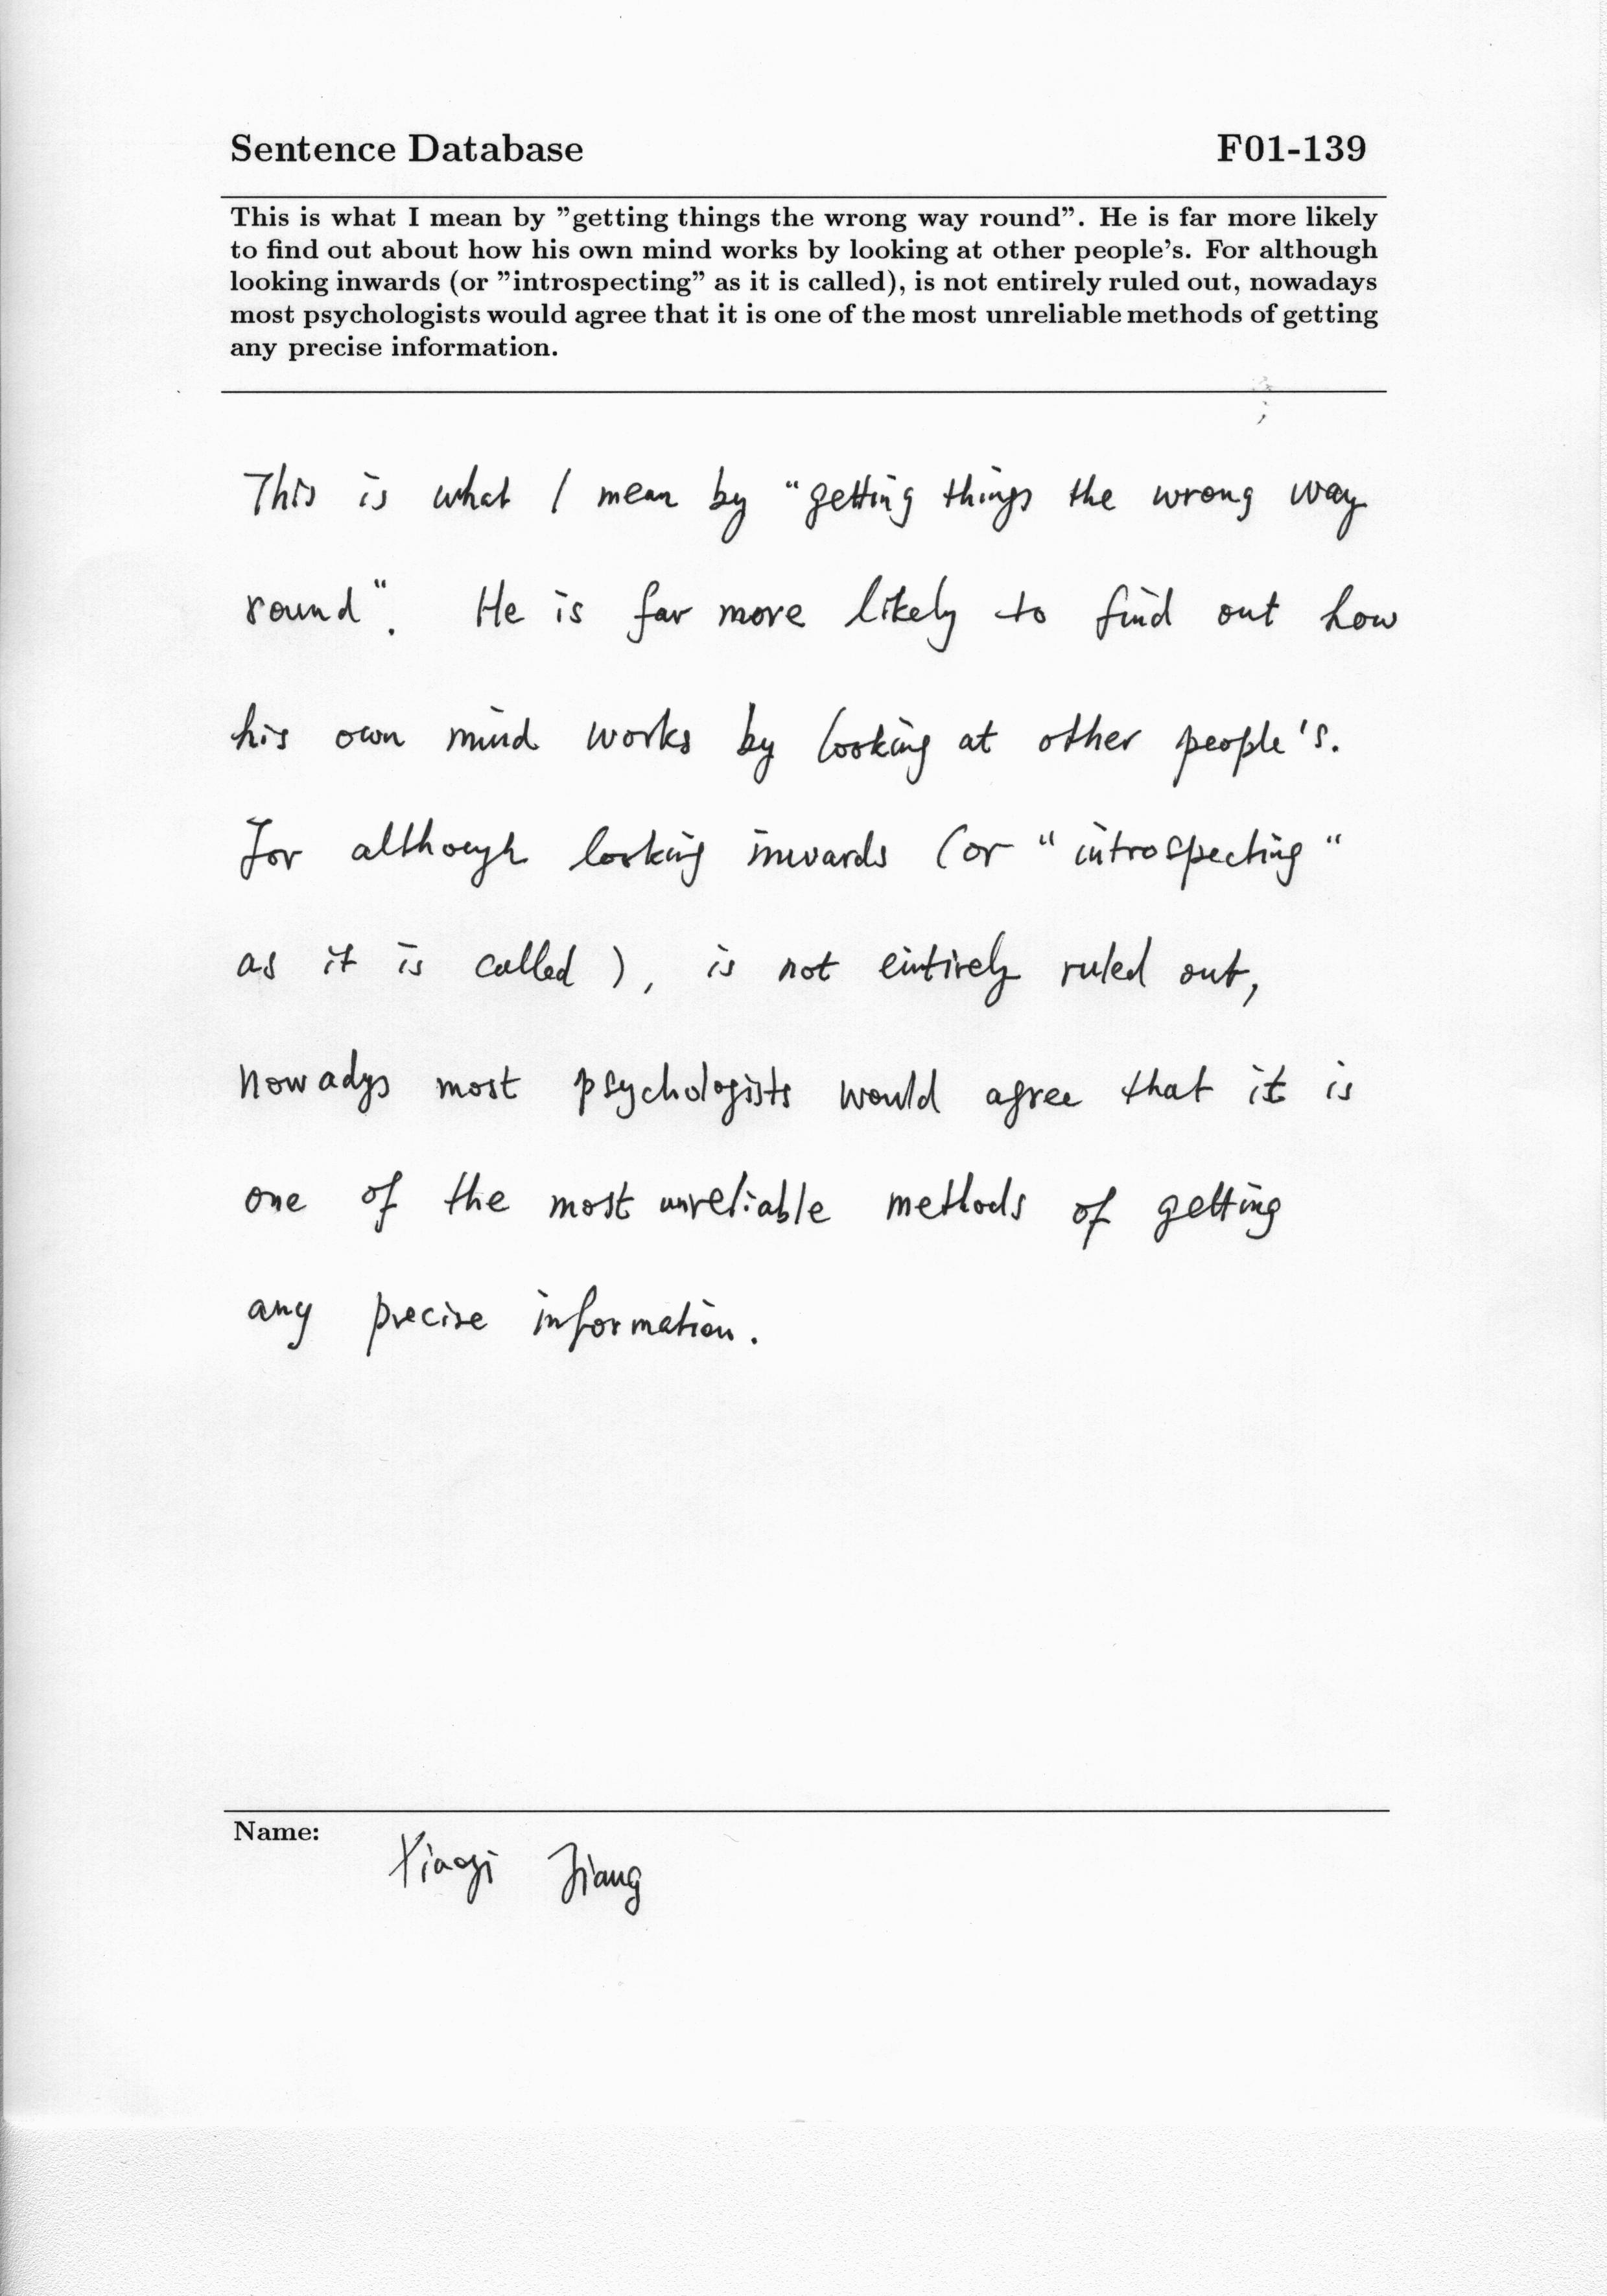 Sentence Database F01-139
This is what I mean by "getting things the wrong way round". He is far more likely
to find out about how his own mind works by looking at other people's. For although
looking inwards (or "introspecting" as it is called), is not entirely ruled out, nowadays
most psychologists would agree that it is one of the most unreliable methods of getting
any precise information.
This is what I mean by "getting things the wrong way
round". He is far more likely to find out how
his own mind works by looking at other people's.
For although looking inwards (or "introspecting"
as it is called), is not entirely ruled out,
nowadys most psychologists would agree that it is
one of the most unreliable methods of getting
any precise information.
Name: Xiaoyi Jiang